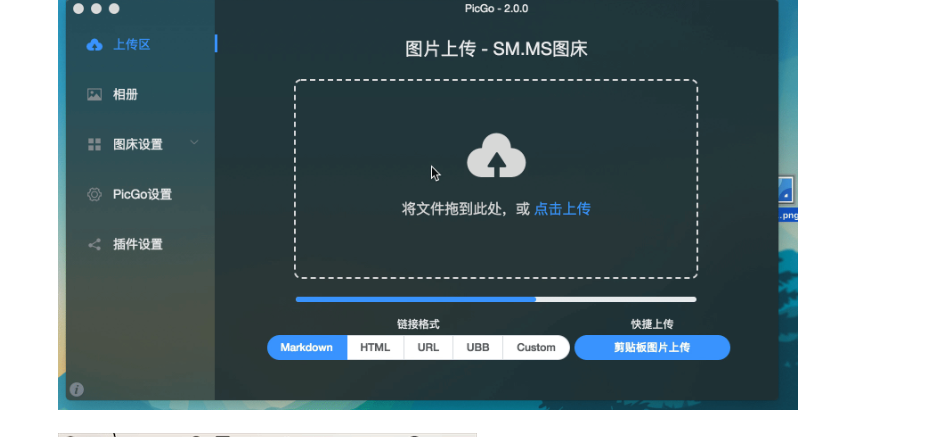 PicGo - 2.0.0
上传区
图片上传 - SM.MS图床
相册
图床设置
PicGo设置
插件设置
将文件拖到此处，或 点击上传
.png
链接格式
快捷上传
Markdown HTML URL UBB Custom
剪贴板图片上传